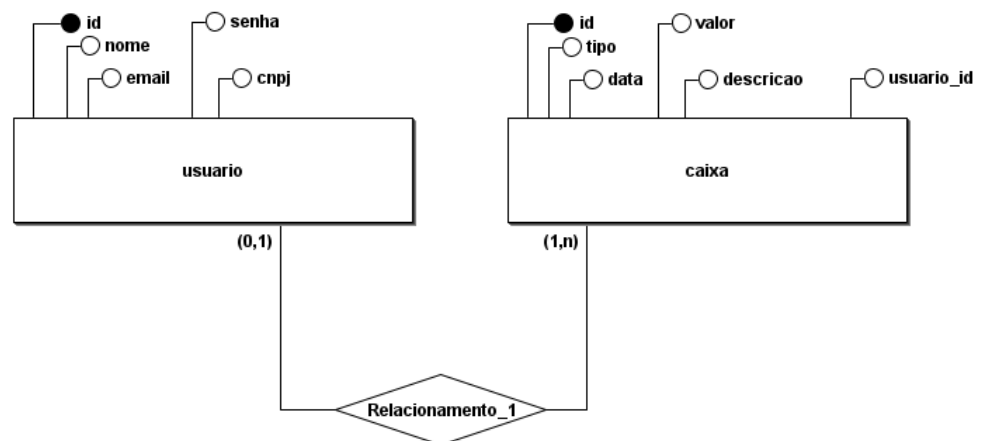 id
senha
nome
email
cnpj
usuario
(0,1)
id
valor
tipo
data
descricao
usuario_id
caixa
(1,n)
Relacionamento_1